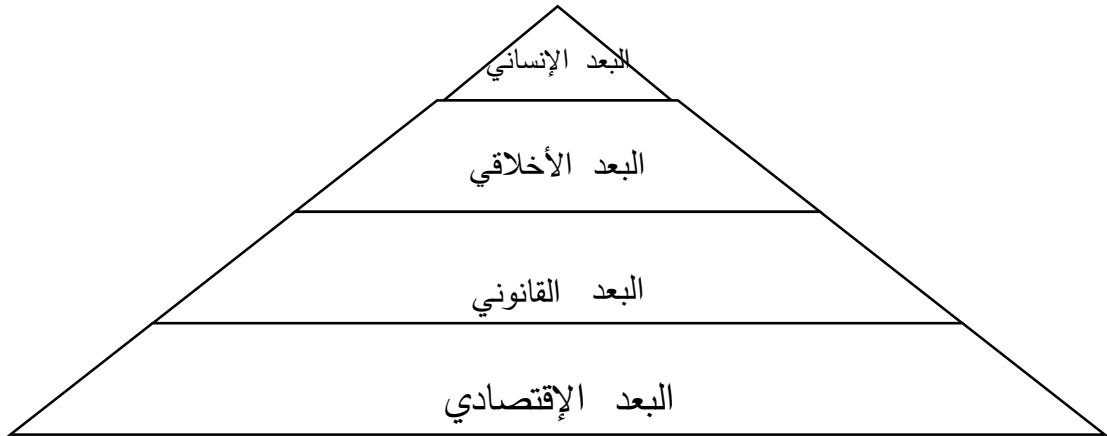 البعد الإنساني
البعد الأخلاقي
البعد القانوني
البعد الإقتصادي